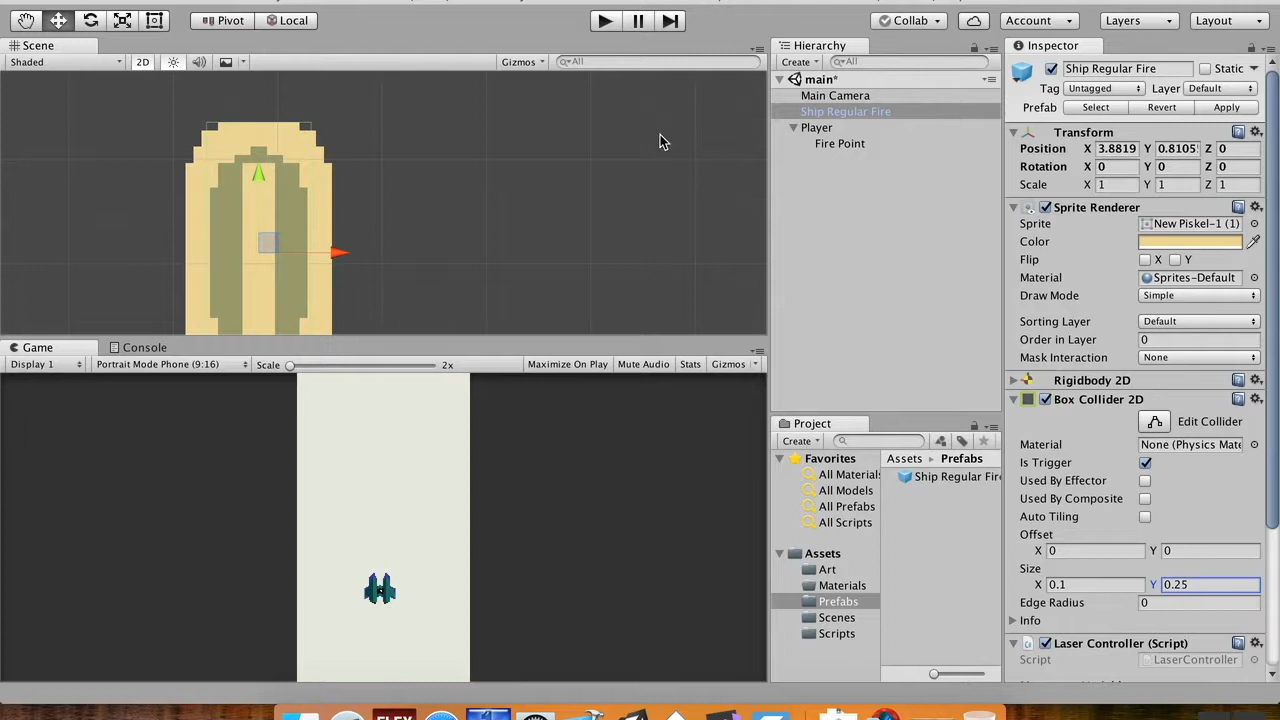 Pivot Local Collab Account Layers Layout
Scene
Shaded 2D Gizmos All
Game Console
Display 1 Portrait Mode Phone (9:16) Scale 2x Maximize On Play Mute Audio Stats Gizmos
Hierarchy
Create All
main*
Main Camera
Ship Regular Fire
Player
Fire Point
Project
Create
Favorites
All Materials
All Models
All Prefabs
All Scripts
Assets
Art
Materials
Prefabs
Scenes
Scripts
Assets Prefabs
Ship Regular Fire
Inspector
Ship Regular Fire Static
Tag Untagged Layer Default
Prefab Select Revert Apply
Transform
Position X 3.8819 Y 0.8105 Z 0
Rotation X 0 Y 0 Z 0
Scale X 1 Y 1 Z 1
Sprite Renderer
Sprite New Piskel-1 (1)
Color
Flip X Y
Material Sprites-Default
Draw Mode Simple
Sorting Layer Default
Order in Layer 0
Mask Interaction None
Rigidbody 2D
Box Collider 2D
Edit Collider
Material None (Physics Mate
Is Trigger
Used By Effector
Used By Composite
Auto Tiling
Offset
X 0 Y 0
Size
X 0.1 Y 0.25
Edge Radius 0
Info
Laser Controller (Script)
Script LaserController
FLEX